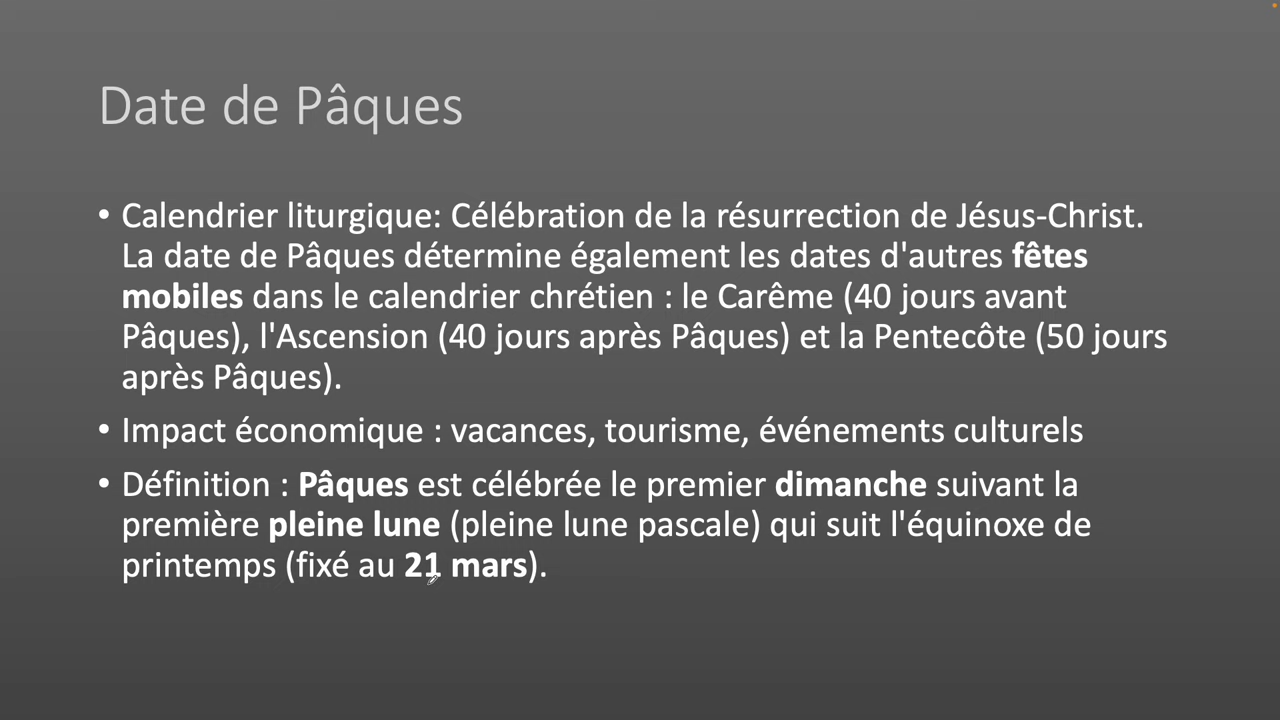 Date de Pâques
• Calendrier liturgique: Célébration de la résurrection de Jésus-Christ.
La date de Pâques détermine également les dates d'autres fêtes
mobiles dans le calendrier chrétien : le Carême (40 jours avant
Pâques), l'Ascension (40 jours après Pâques) et la Pentecôte (50 jours
après Pâques).
• Impact économique : vacances, tourisme, événements culturels
• Définition : Pâques est célébrée le premier dimanche suivant la
première pleine lune (pleine lune pascale) qui suit l'équinoxe de
printemps (fixé au 21 mars).